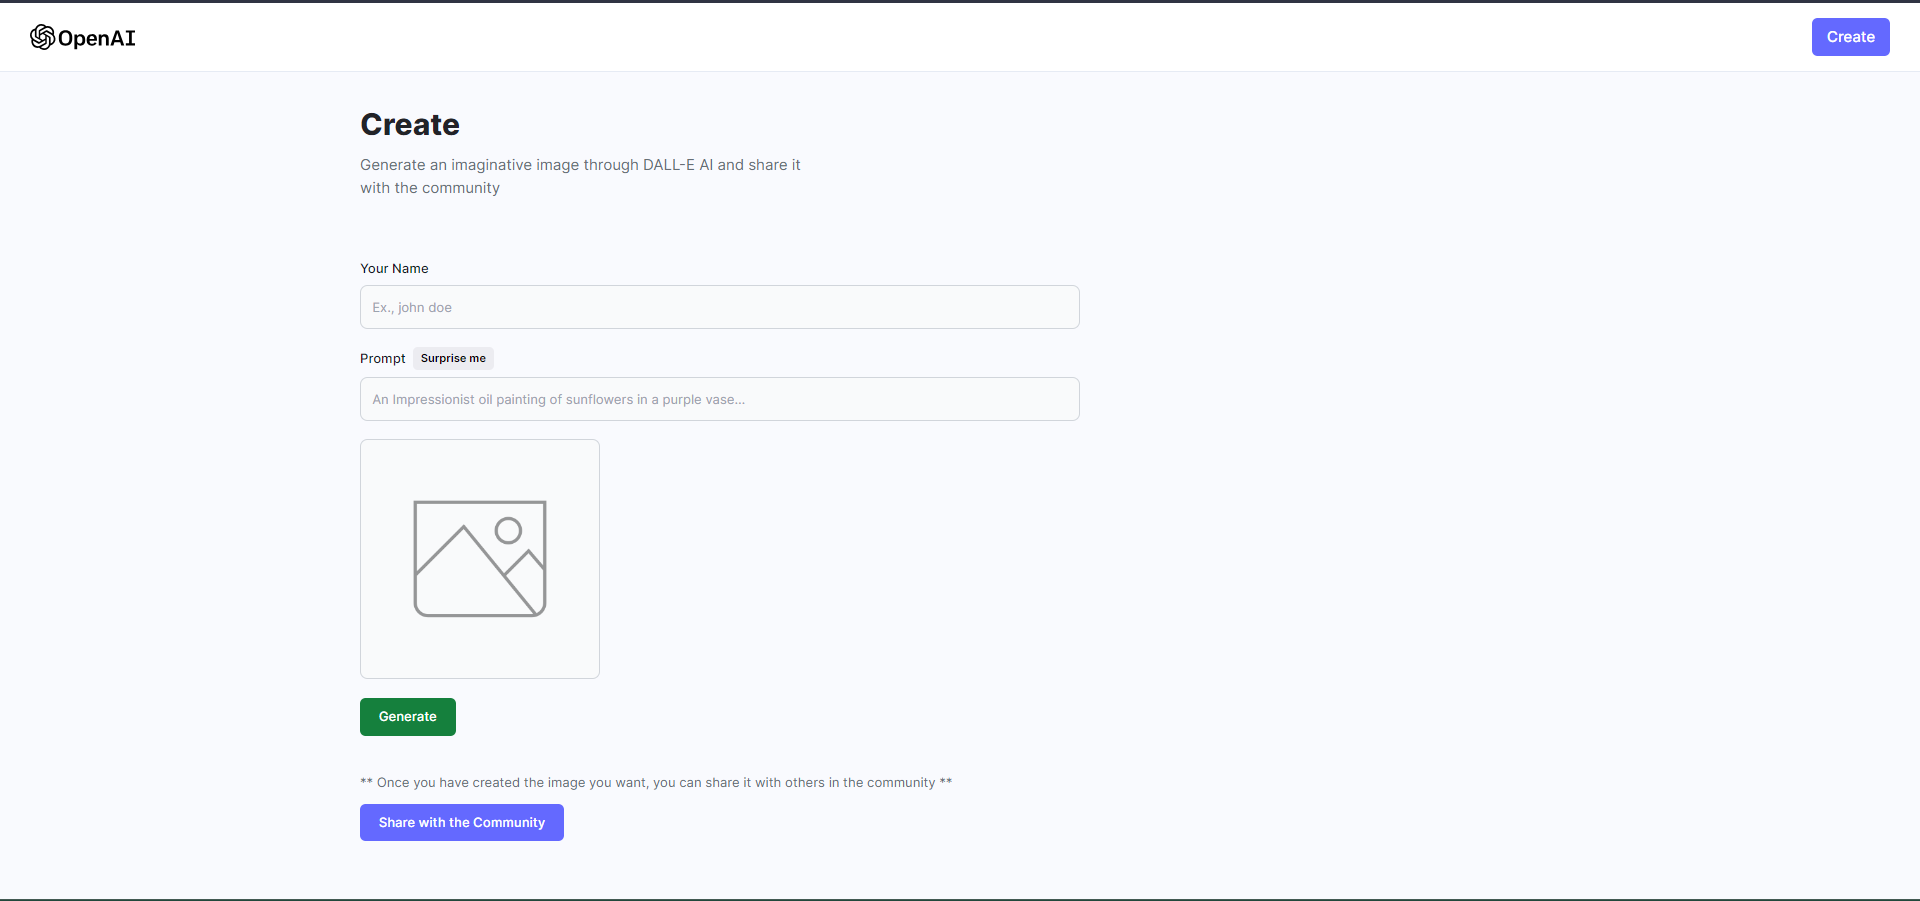 OpenAI
Create
Create
Generate an imaginative image through DALL-E AI and share it
with the community
Your Name
Ex., john doe
Prompt Surprise me
An Impressionist oil painting of sunflowers in a purple vase...
Generate
** Once you have created the image you want, you can share it with others in the community **
Share with the Community